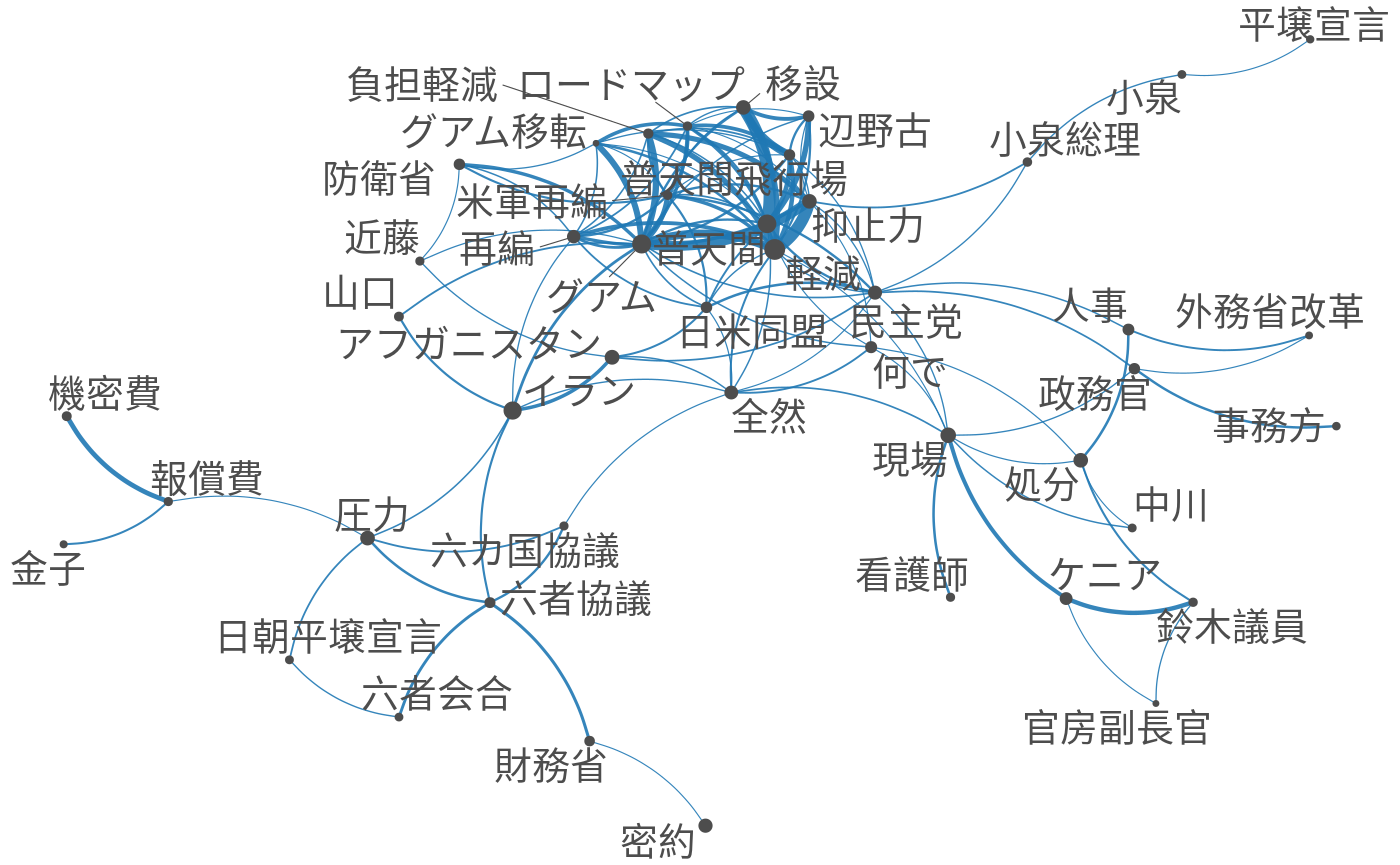 平壌宣言
負担軽減
ロードマップ
移設
小泉
グアム移転
辺野古
小泉総理
防衛省
普天間飛行場
米軍再編
近藤
再編
普天間
抑止力
山口
グアム
軽減
人事
外務省改革
アフガニスタン
日米同盟
民主党
何で
機密費
イラン
政務官
全然
事務方
報償費
現場
処分
圧力
中川
金子
六カ国協議
看護師
ケニア
六者協議
日朝平壌宣言
鈴木議員
六者会合
官房副長官
財務省
密約